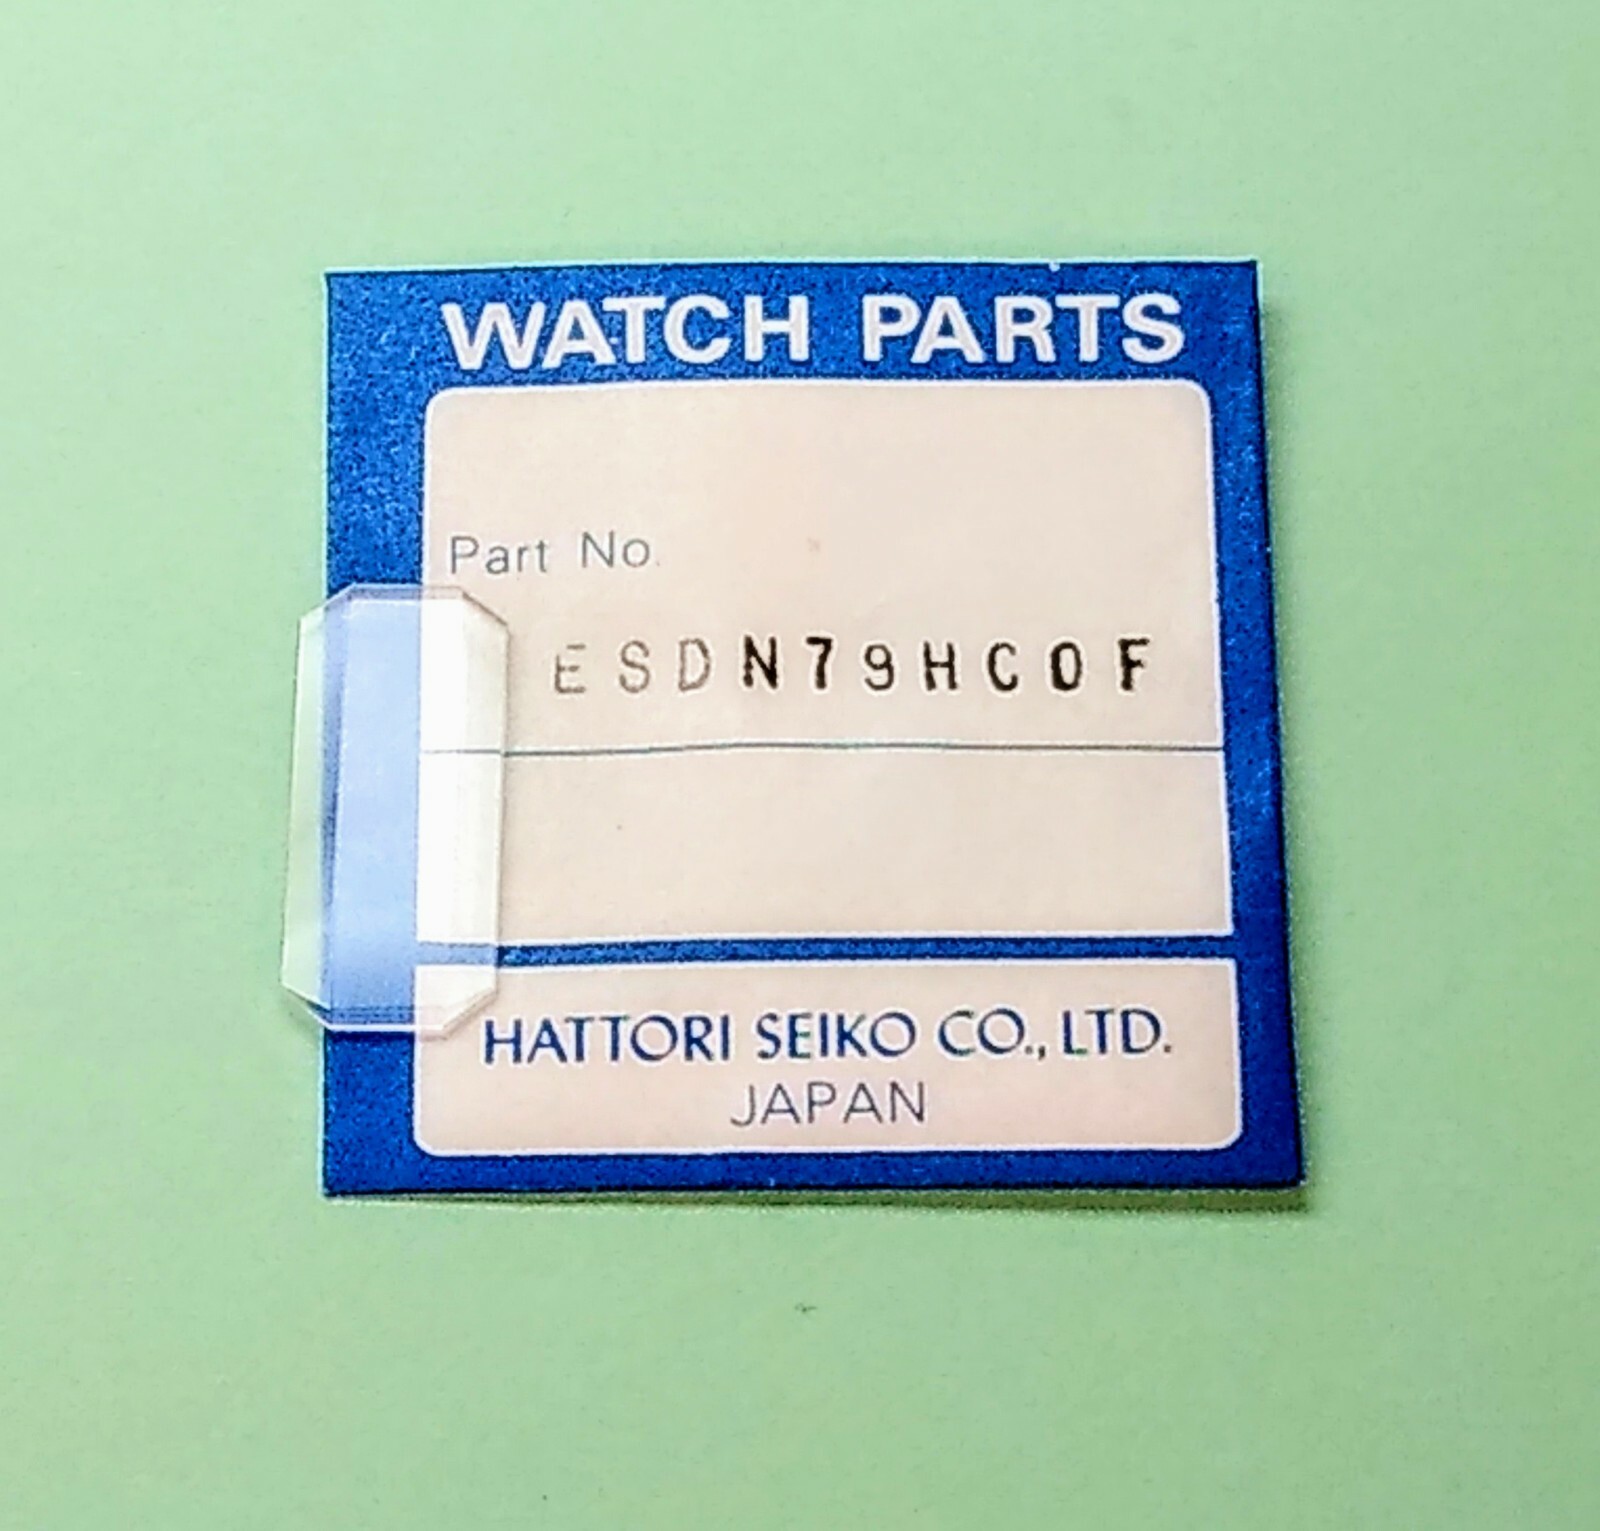 WATCH PARTS
Part No.
ESDN79HC0F
HATTORI SEIKO CO., LTD.
JAPAN